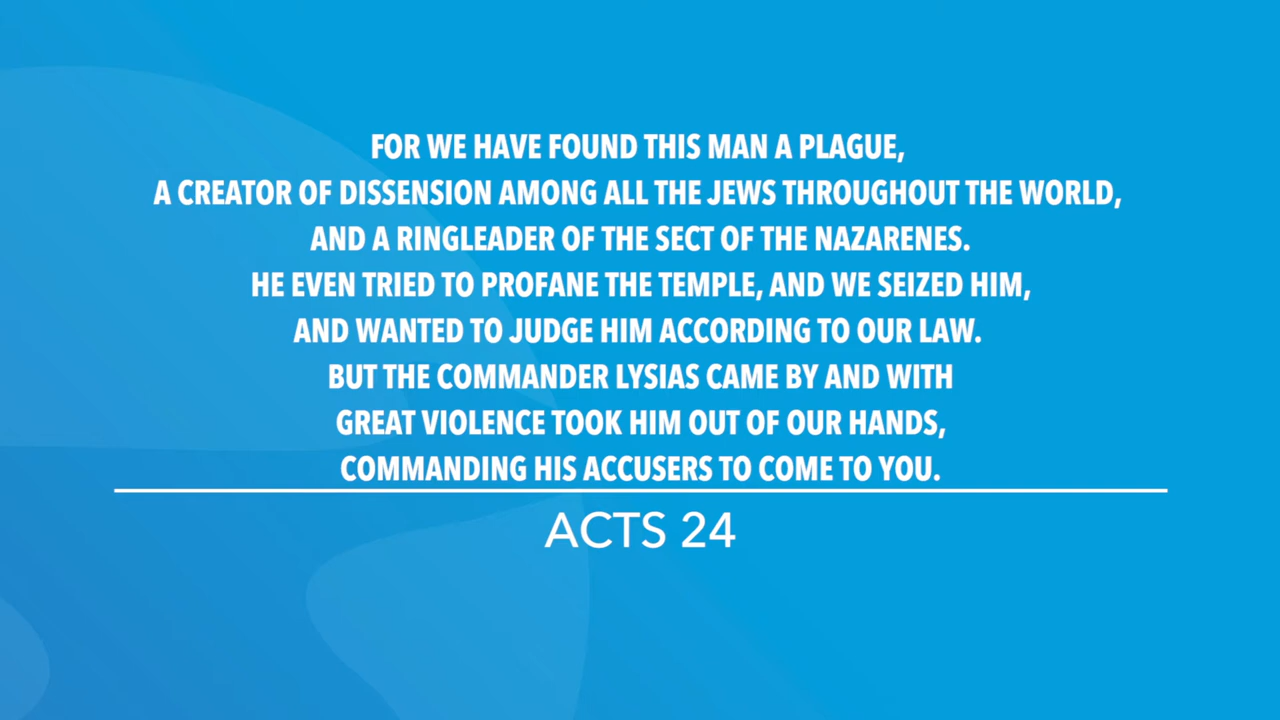 FOR WE HAVE FOUND THIS MAN A PLAGUE,
A CREATOR OF DISSENSION AMONG ALL THE JEWS THROUGHOUT THE WORLD,
AND A RINGLEADER OF THE SECT OF THE NAZARENES.
HE EVEN TRIED TO PROFANE THE TEMPLE, AND WE SEIZED HIM,
AND WANTED TO JUDGE HIM ACCORDING TO OUR LAW.
BUT THE COMMANDER LYSIAS CAME BY AND WITH
GREAT VIOLENCE TOOK HIM OUT OF OUR HANDS,
COMMANDING HIS ACCUSERS TO COME TO YOU.
ACTS 24